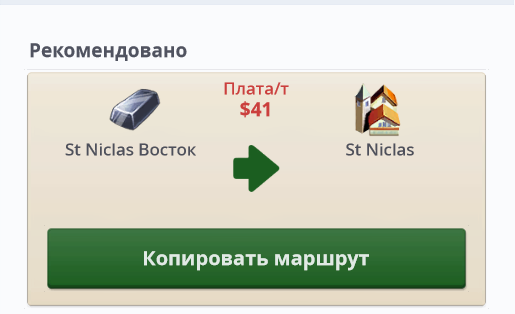 Рекомендовано
Плата/т
$41
St Niclas Восток
St Niclas
Копировать маршрут